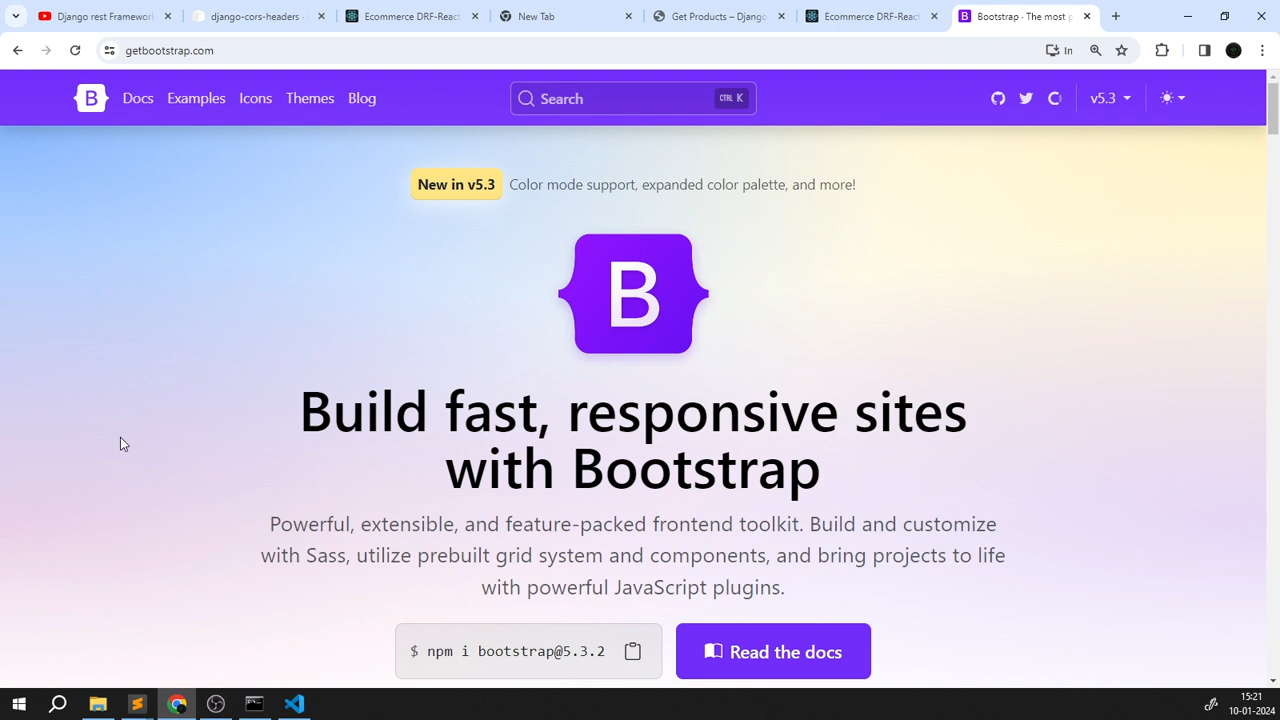 Django rest Framework
django-cors-headers -
Ecommerce DRF-React
New Tab
Get Products – Django
Ecommerce DRF-React
Bootstrap · The most p
getbootstrap.com
In
B
Docs
Examples
Icons
Themes
Blog
Search
CTRL K
v5.3
New in v5.3
Color mode support, expanded color palette, and more!
B
Build fast, responsive sites
with Bootstrap
Powerful, extensible, and feature-packed frontend toolkit. Build and customize
with Sass, utilize prebuilt grid system and components, and bring projects to life
with powerful JavaScript plugins.
$ npm i bootstrap@5.3.2
Read the docs
15:21
10-01-2024